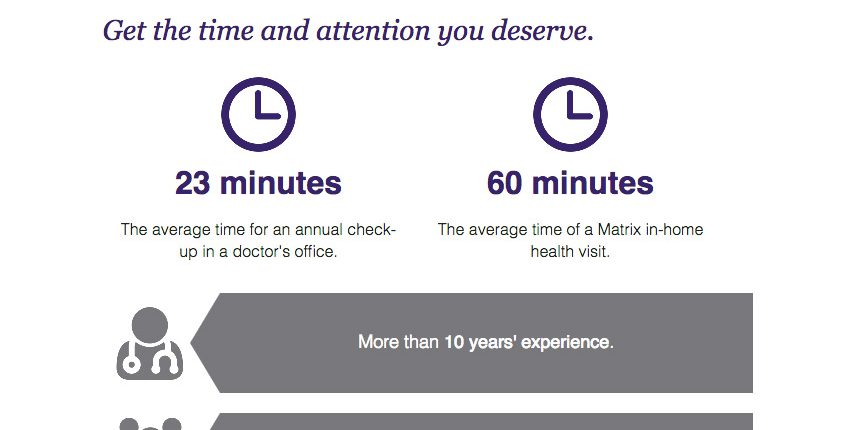 Get the time and attention you deserve.
23 minutes
The average time for an annual check-
up in a doctor's office.
60 minutes
The average time of a Matrix in-home
health visit.
More than 10 years' experience.